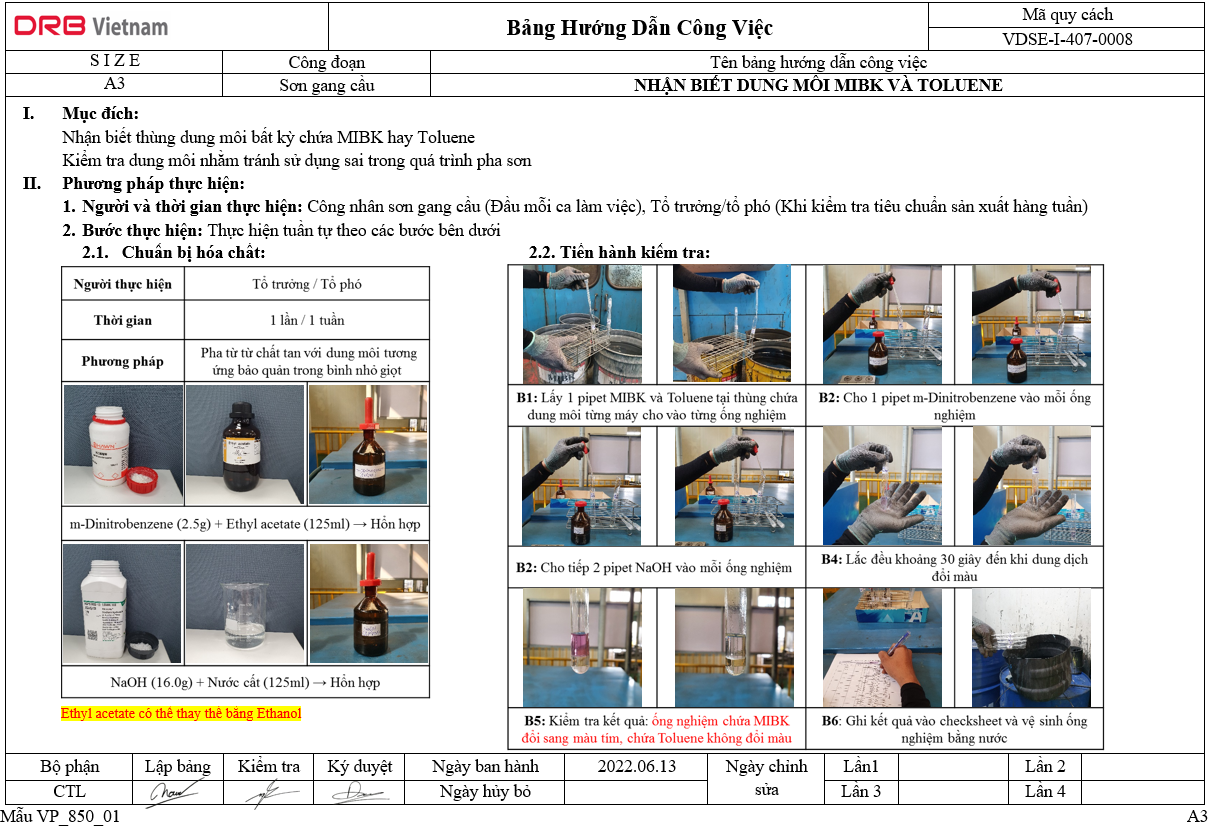 DRB Vietnam
Bảng Hướng Dẫn Công Việc
Mã quy cách
VDSE-I-407-0008
S I Z E
Công đoạn
Tên bảng hướng dẫn công việc
A3
Sơn gang cầu
NHẬN BIẾT DUNG MÔI MIBK VÀ TOLUENE
I. Mục đích:
Nhận biết thùng dung môi bất kỳ chứa MIBK hay Toluene
Kiểm tra dung môi nhằm tránh sử dụng sai trong quá trình pha sơn
II. Phương pháp thực hiện:
1. Người và thời gian thực hiện: Công nhân sơn gang cầu (Đầu mỗi ca làm việc), Tổ trưởng/tổ phó (Khi kiểm tra tiêu chuẩn sản xuất hàng tuần)
2. Bước thực hiện: Thực hiện tuần tự theo các bước bên dưới
2.1. Chuẩn bị hóa chất:
Người thực hiện
Tổ trưởng / Tổ phó
Thời gian
1 lần / 1 tuần
Phương pháp
Pha từ từ chất tan với dung môi tương
ứng bảo quản trong bình nhỏ giọt
m-Dinitrobenzene (2.5g) + Ethyl acetate (125ml) → Hỗn hợp
NaOH (16.0g) + Nước cất (125ml) → Hỗn hợp
Ethyl acetate có thể thay thế bằng Ethanol
2.2. Tiến hành kiểm tra:
B1: Lấy 1 pipet MIBK và Toluene tại thùng chứa
dung môi từng máy cho vào từng ống nghiệm
B2: Cho 1 pipet m-Dinitrobenzene vào mỗi ống
nghiệm
B2: Cho tiếp 2 pipet NaOH vào mỗi ống nghiệm
B4: Lắc đều khoảng 30 giây đến khi dung dịch
đổi màu
B5: Kiểm tra kết quả: ống nghiệm chứa MIBK
đổi sang màu tím, chứa Toluene không đổi màu
B6: Ghi kết quả vào checksheet và vệ sinh ống
nghiệm bằng nước
Bộ phận
Lập bảng
Kiểm tra
Ký duyệt
Ngày ban hành
2022.06.13
Ngày chỉnh
sửa
Lần1
Lần 2
CTL
Ngày hủy bỏ
Lần 3
Lần 4
Mẫu VP_850_01
A3